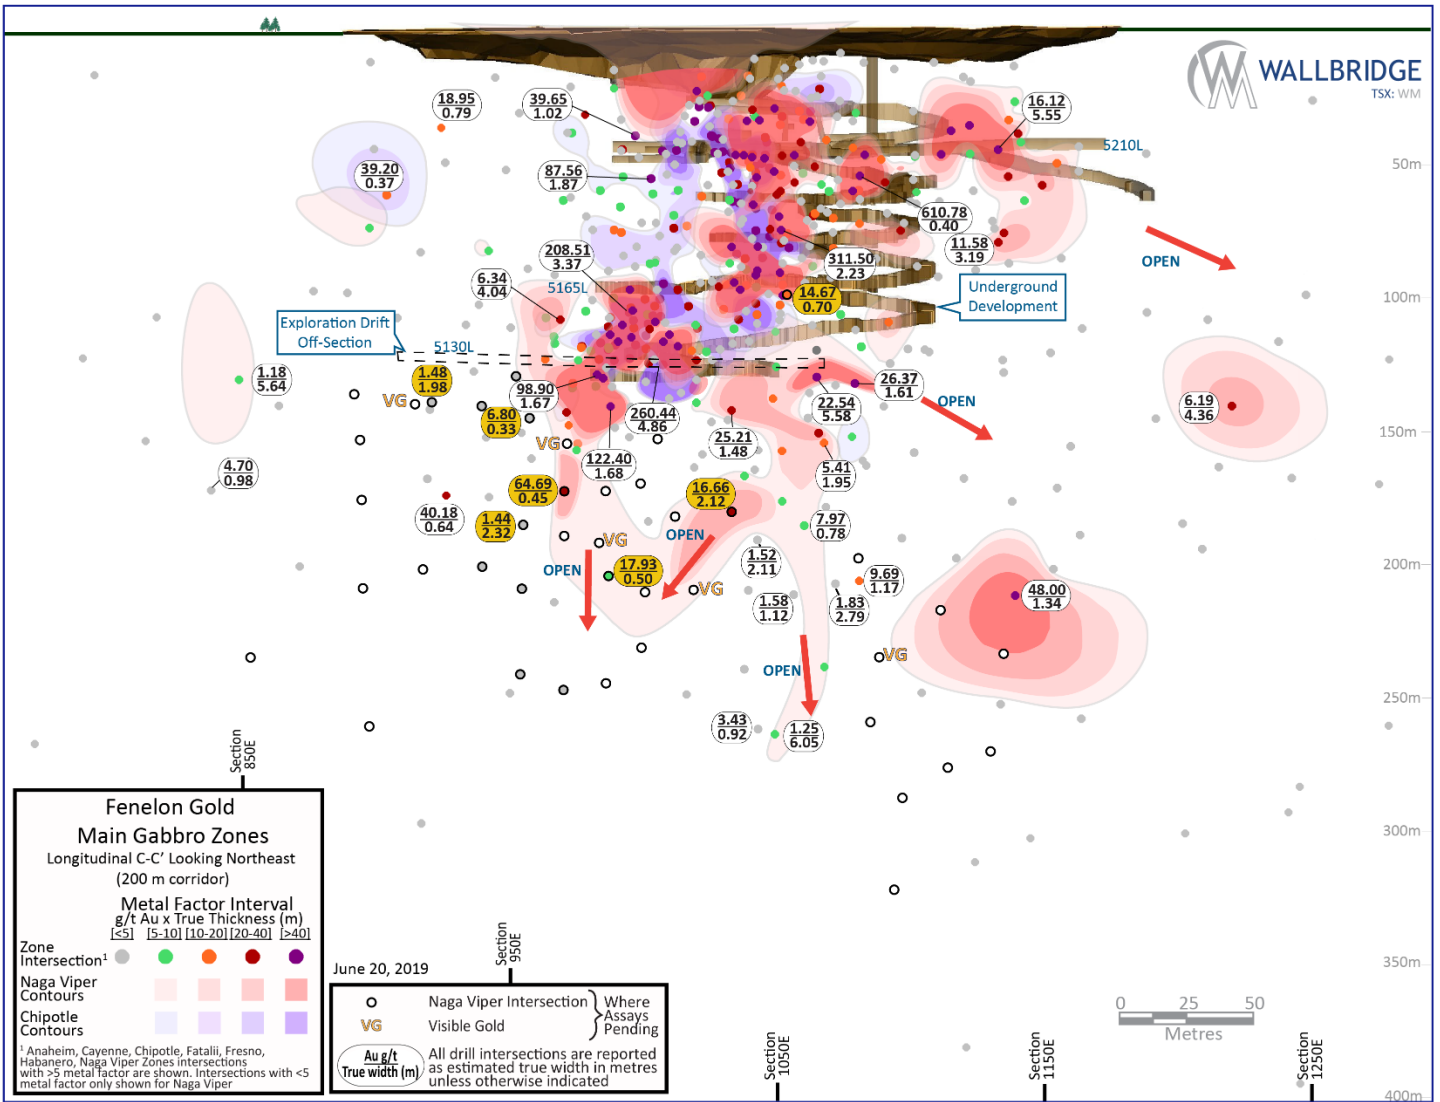 WALLBRIDGE
TSX: WM
18.95
0.79
39.65
1.02
16.12
5.55
5210L
50m
39.20
0.37
87.56
1.87
610.78
0.40
11.58
3.19
208.51
3.37
311.50
2.23
OPEN
6.34
4.04
5165L
14.67
0.70
Underground
Development
100m
Exploration Drift
Off-Section
5130L
1.18
5.64
1.48
1.98
VG
6.80
0.33
98.90
1.67
260.44
4.86
22.54
5.58
26.37
1.61
OPEN
6.19
4.36
150m
VG
25.21
1.48
122.40
1.68
5.41
1.95
4.70
0.98
64.69
0.45
16.66
2.12
40.18
0.64
1.44
2.32
7.97
0.78
OPEN
VG
1.52
2.11
OPEN
17.93
0.50
200m
9.69
1.17
VG
1.58
1.12
1.83
2.79
48.00
1.34
VG
OPEN
250m
3.43
0.92
1.25
6.05
Section
850E
300m
Fenelon Gold
Main Gabbro Zones
Longitudinal C-C’ Looking Northeast
(200 m corridor)
Metal Factor Interval
g/t Au x True Thickness (m)
[<5] [5-10] [10-20] [20-40] [>40]
Zone
Intersection¹
Naga Viper
Contours
Chipotle
Contours
¹ Anaheim, Cayenne, Chipotle, Fatalii, Fresno,
Habanero, Naga Viper Zones intersections
with >5 metal factor are shown. Intersections with <5
metal factor only shown for Naga Viper
Section
950E
June 20, 2019
350m
Naga Viper Intersection
VG Visible Gold
Where
Assays
Pending
Au g/t
True width (m)
All drill intersections are reported
as estimated true width in metres
unless otherwise indicated
0 25 50
Metres
Section
1050E
Section
1150E
Section
1250E
400m